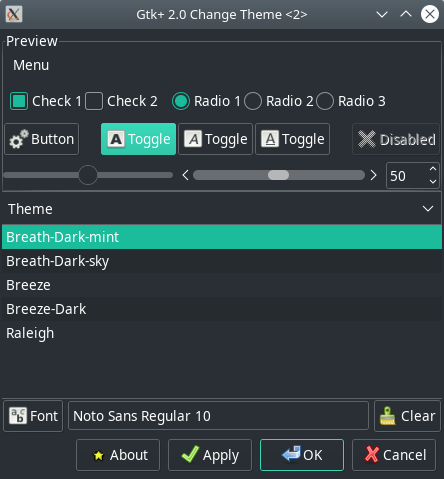 Gtk+ 2.0 Change Theme <2>
Preview
Menu
Check 1 Check 2 Radio 1 Radio 2 Radio 3
Button A Toggle A Toggle A Toggle Disabled
50
Theme
Breath-Dark-mint
Breath-Dark-sky
Breeze
Breeze-Dark
Raleigh
Font Noto Sans Regular 10 Clear
About Apply OK Cancel